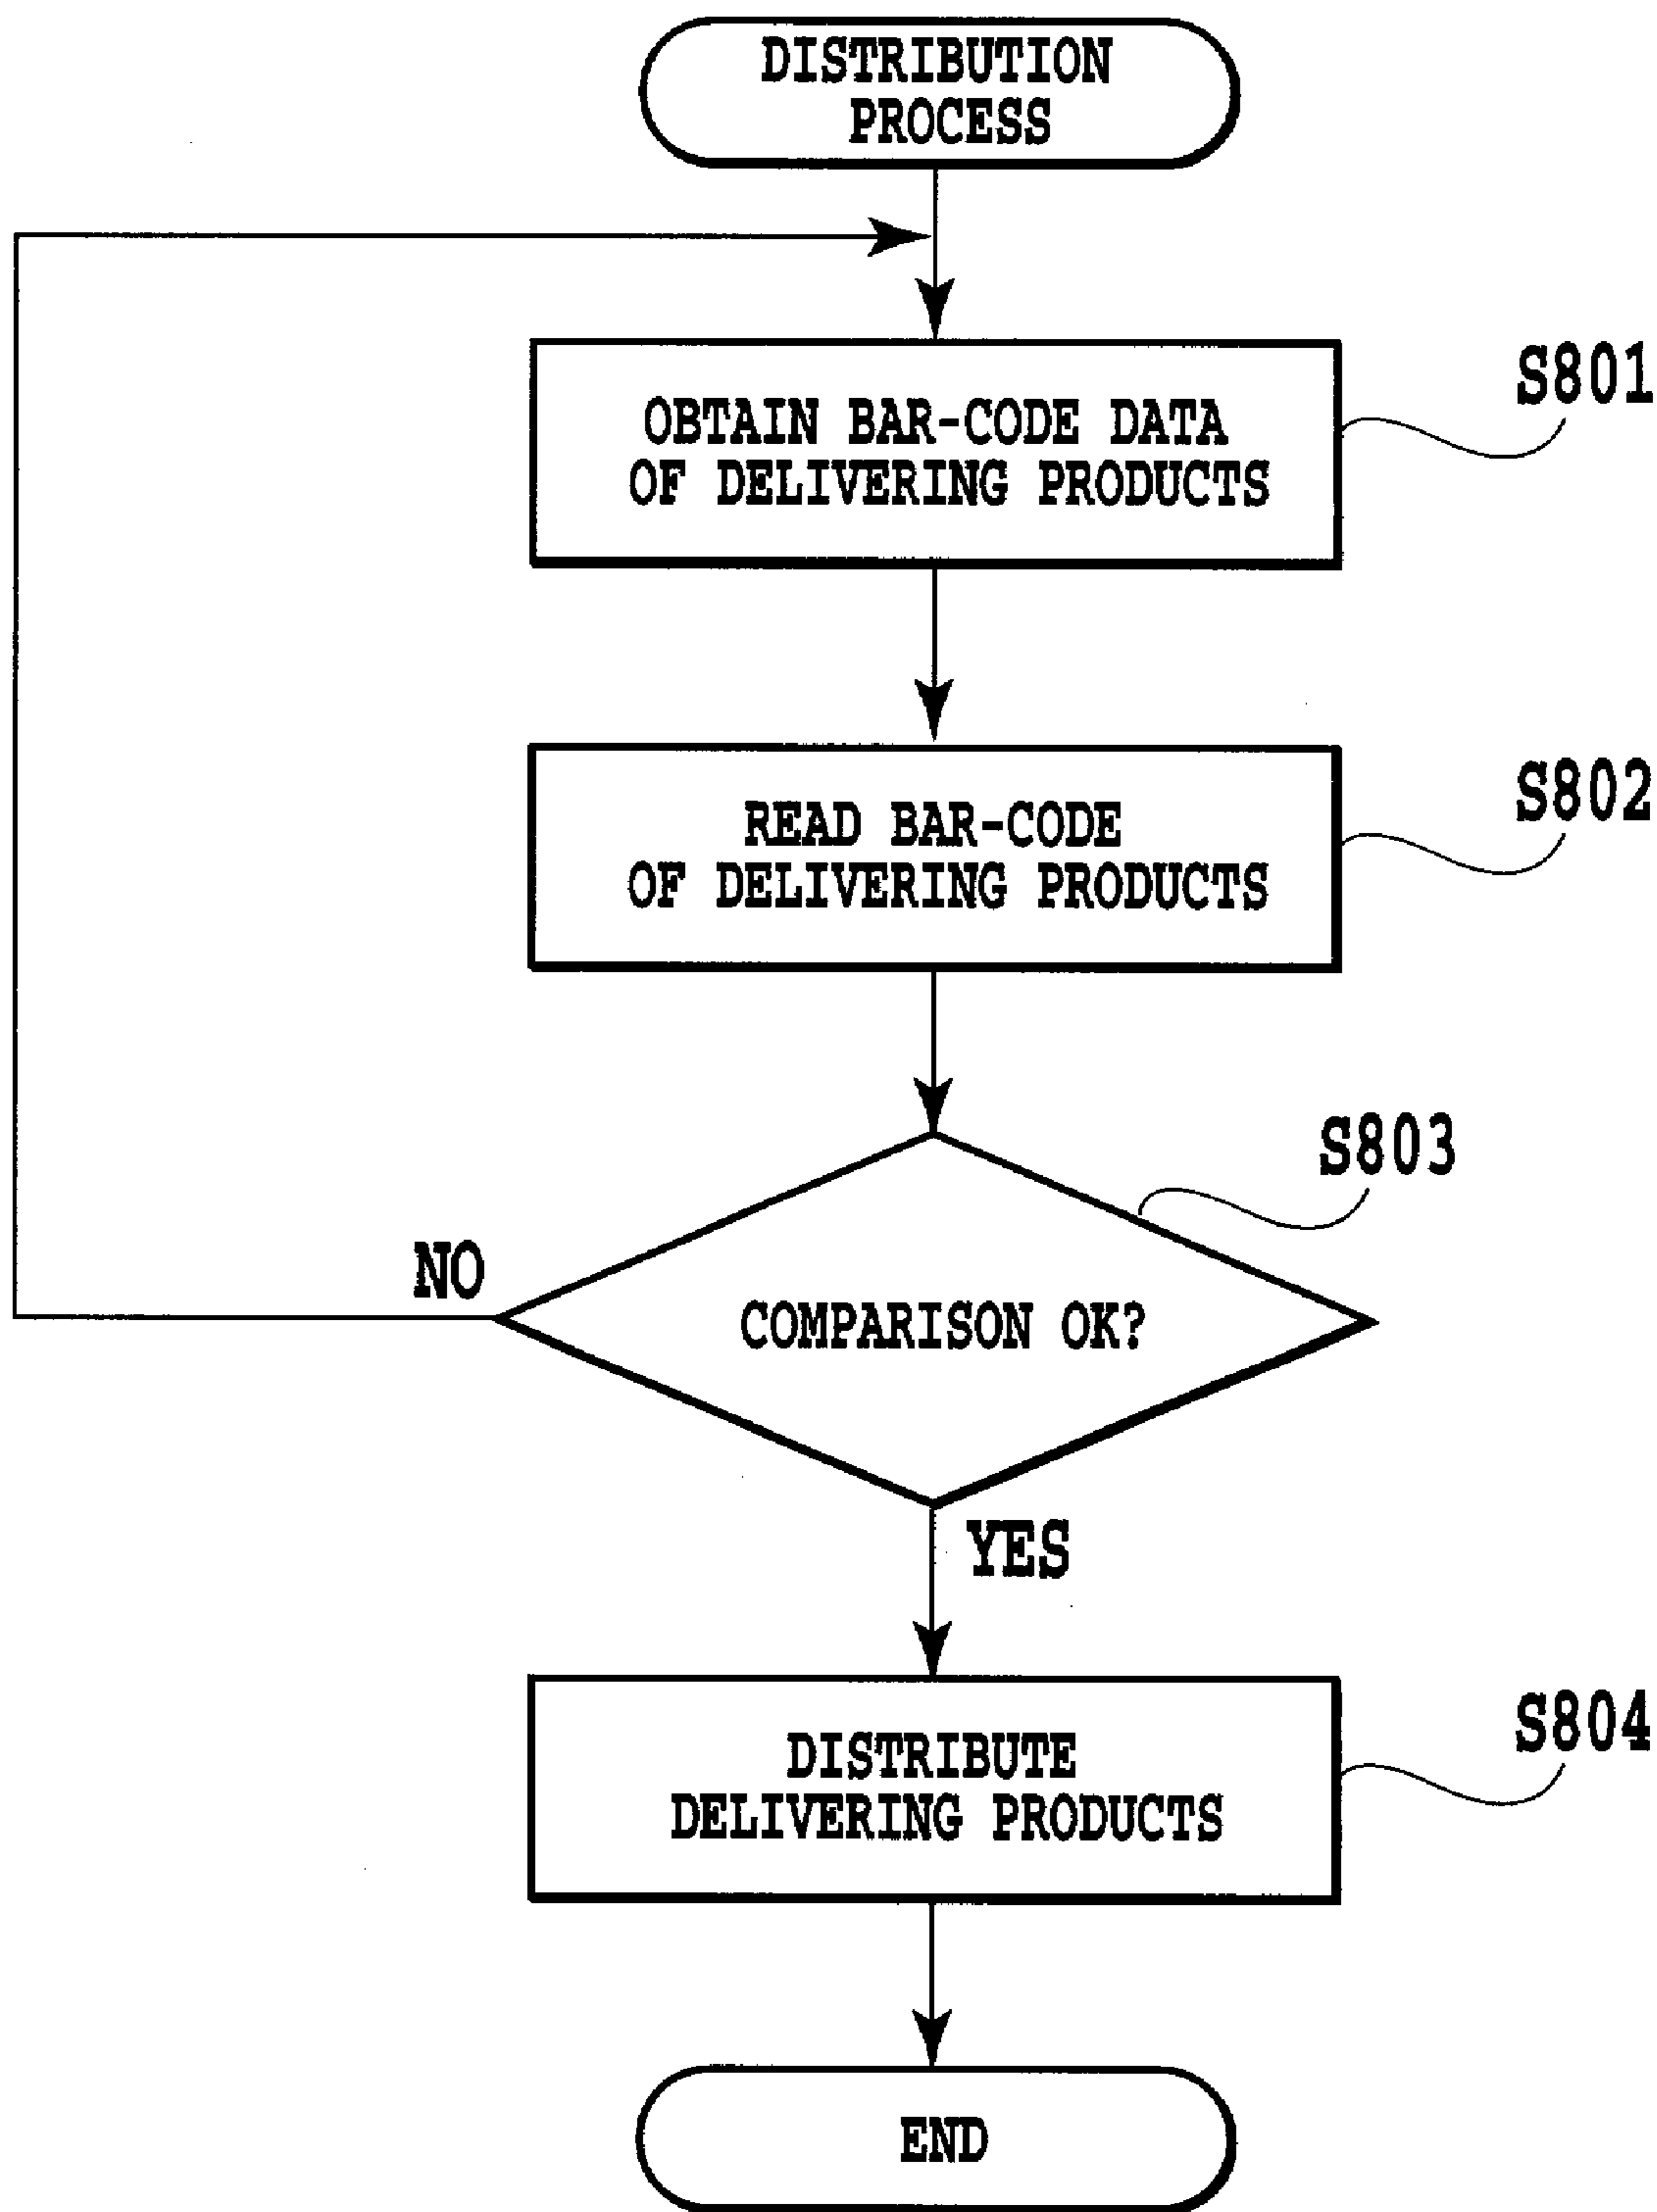 DISTRIBUTION
PROCESS
S801
OBTAIN BAR-CODE DATA
OF DELIVERING PRODUCTS
S802
READ BAR-CODE
OF DELIVERING PRODUCTS
S803
NO
COMPARISON OK?
YES
S804
DISTRIBUTE
DELIVERING PRODUCTS
END